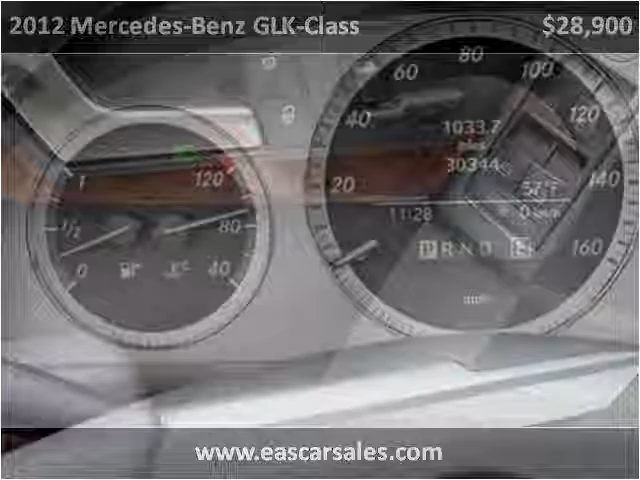 2012 Mercedes-Benz GLK-Class $28,900
80
60 100
40 120
1033.7
30344
1 120 20 52°F 140
1/2 80 11:28
P R N D 160
0 °C 40
www.eascarsales.com